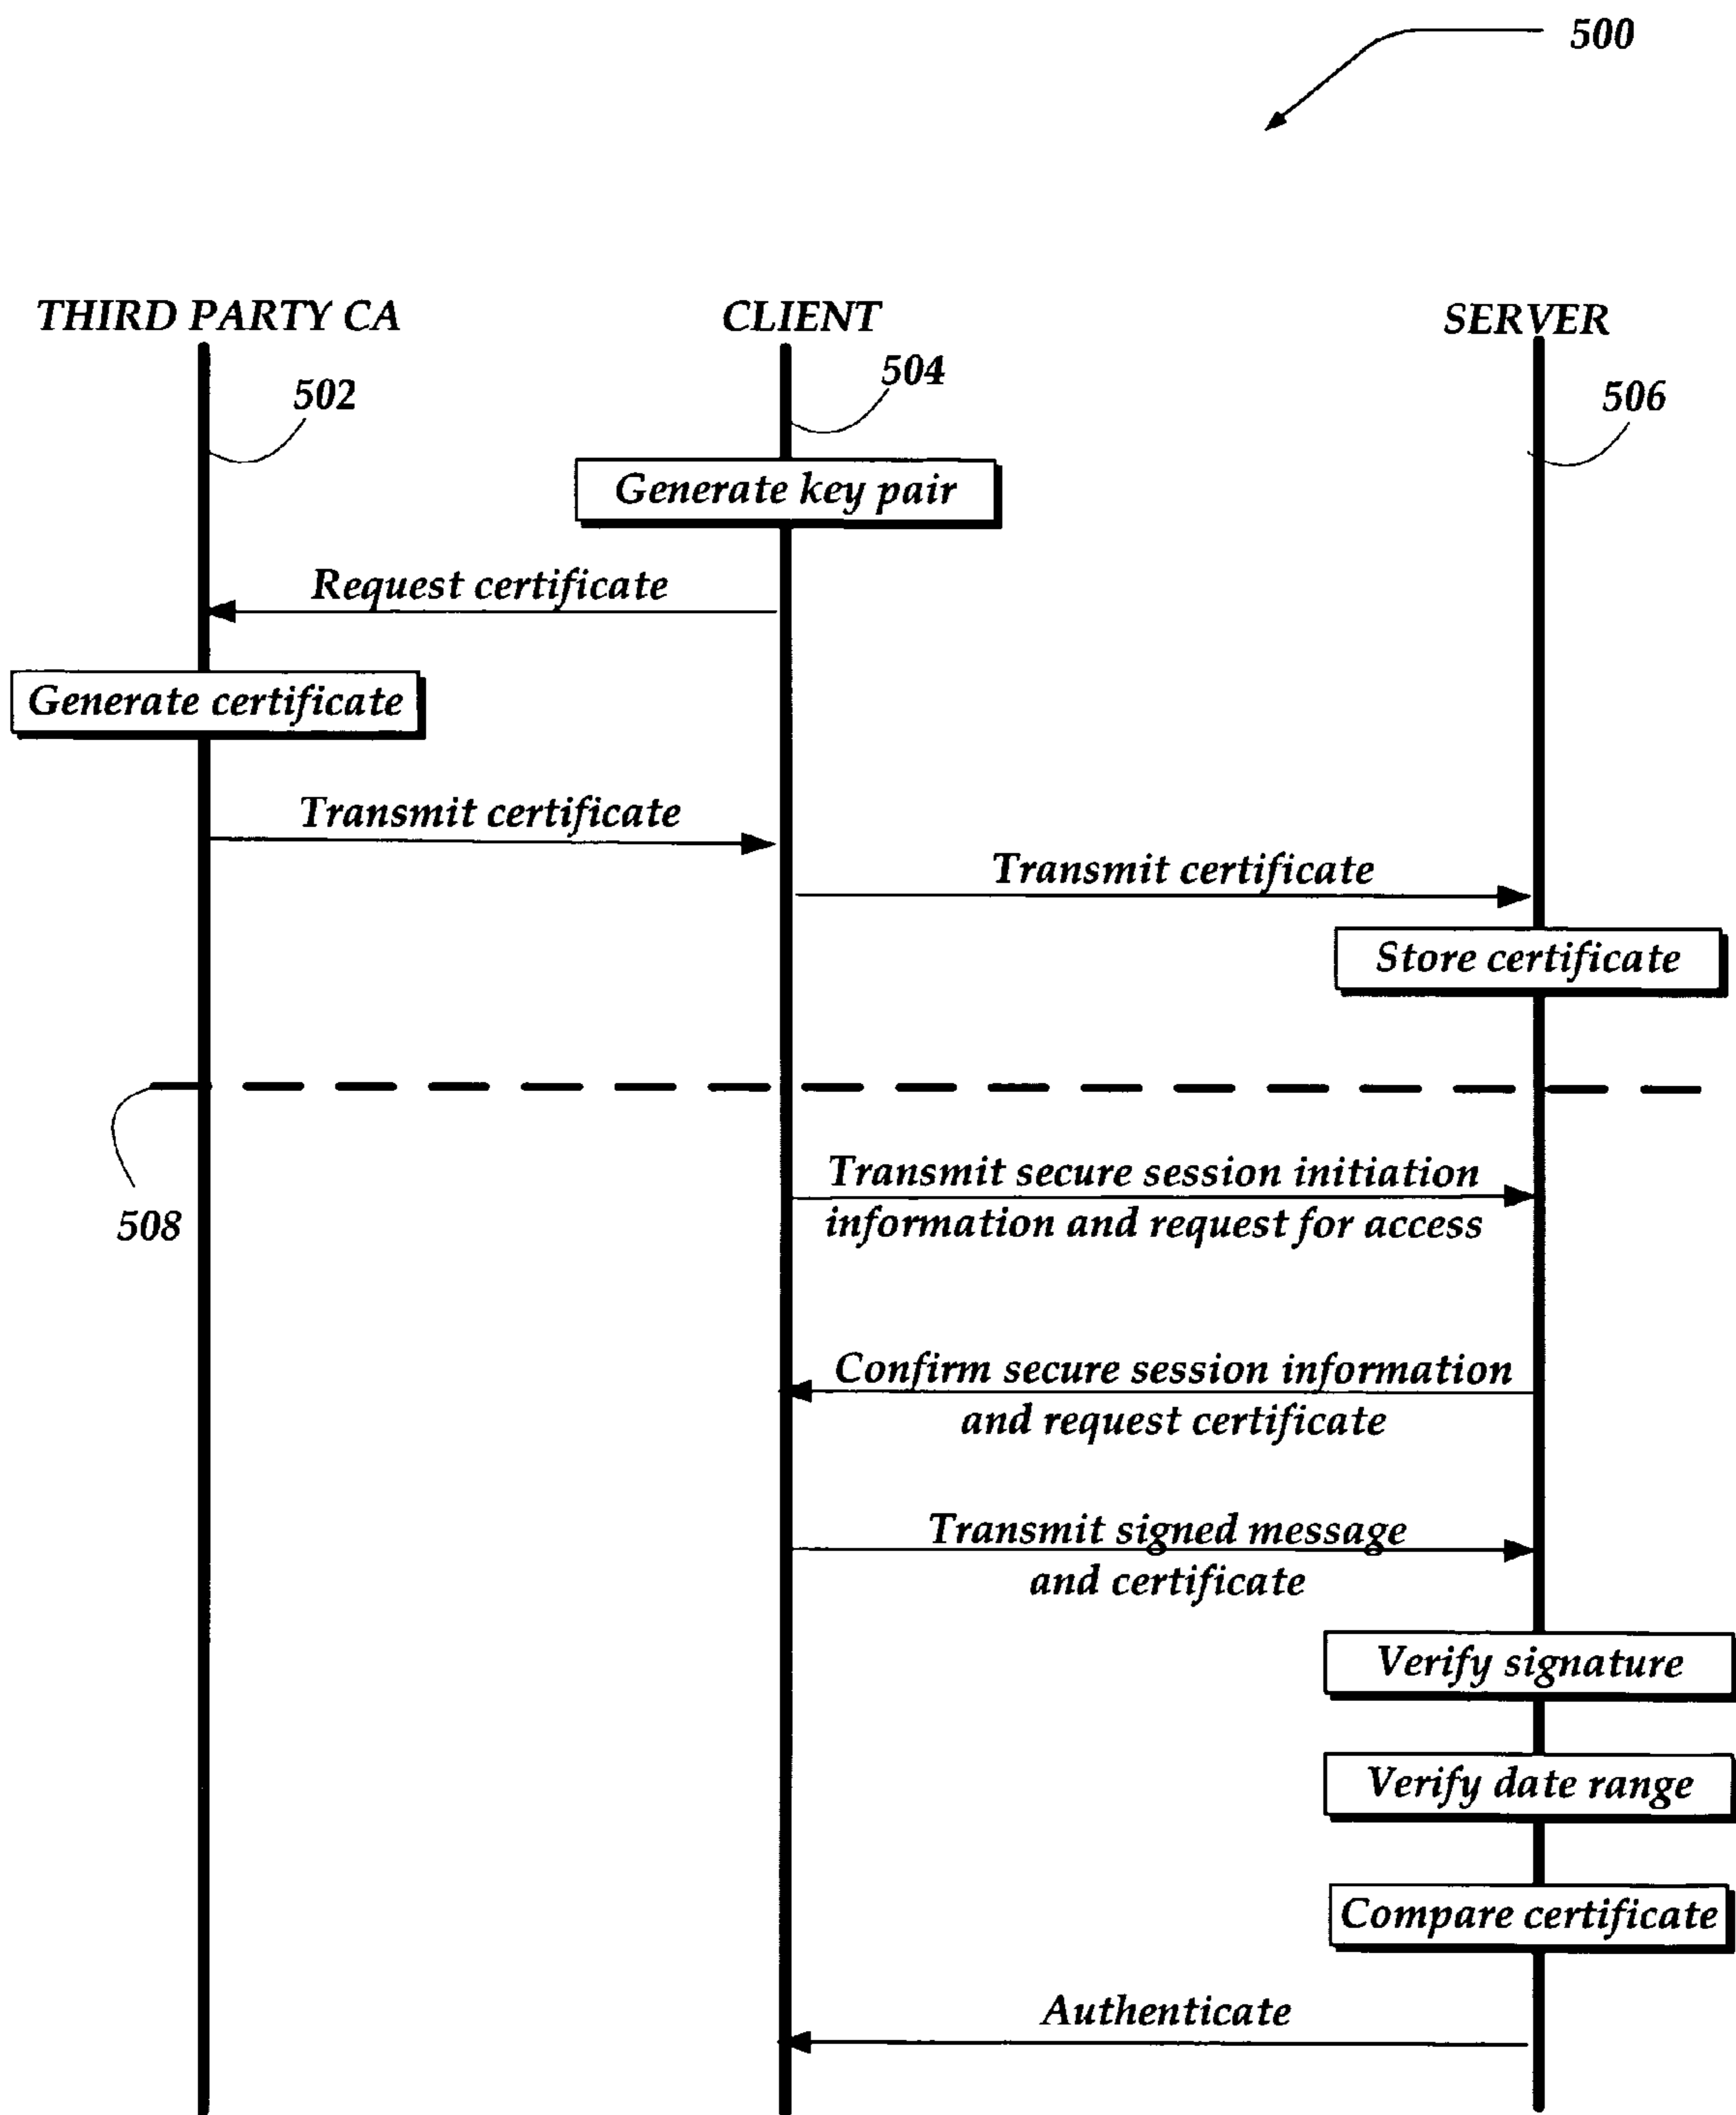 500
THIRD PARTY CA
CLIENT
SERVER
502
504
506
Generate key pair
Request certificate
Generate certificate
Transmit certificate
Transmit certificate
Store certificate
508
Transmit secure session initiation
information and request for access
Confirm secure session information
and request certificate
Transmit signed message
and certificate
Verify signature
Verify date range
Compare certificate
Authenticate